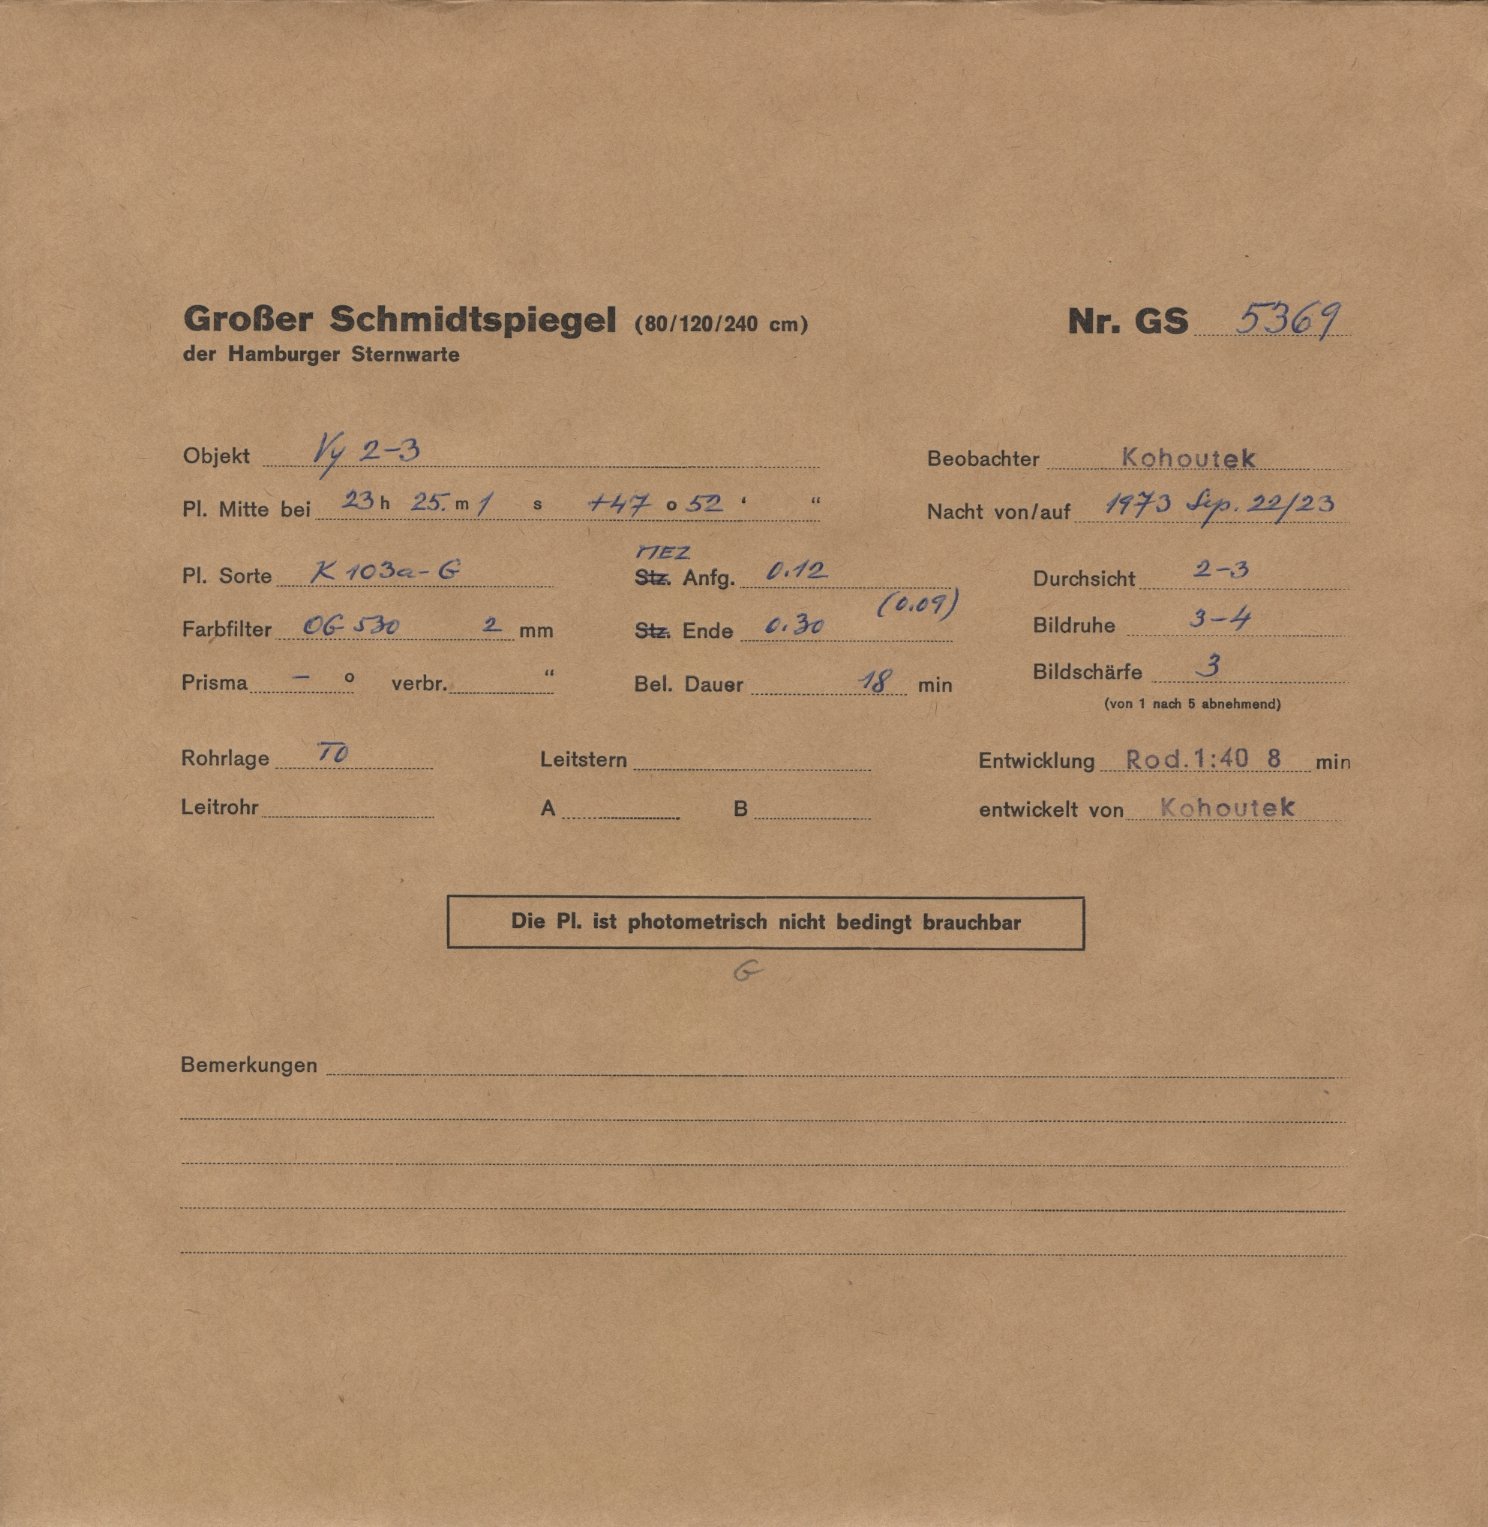 Großer Schmidtspiegel (80/120/240 cm) Nr. GS 5369
der Hamburger Sternwarte
Objekt Vy 2-3 Beobachter Kohoutek
Pl. Mitte bei 23 h 25. m 1 s +47 o 52 ‘ “ Nacht von/auf 1973 Sep. 22/23
MEZ
Pl. Sorte K 103a-G Stz. Anfg. 0.12 Durchsicht 2-3
(0.09)
Farbfilter OG 530 2 mm Stz. Ende 0.30 Bildruhe 3-4
Prisma – o verbr. “ Bel. Dauer 18 min Bildschärfe 3
(von 1 nach 5 abnehmend)
Rohrlage TO Leitstern Entwicklung Rod.1:40 8 min
Leitrohr A B entwickelt von Kohoutek
Die Pl. ist photometrisch nicht bedingt brauchbar
G
Bemerkungen